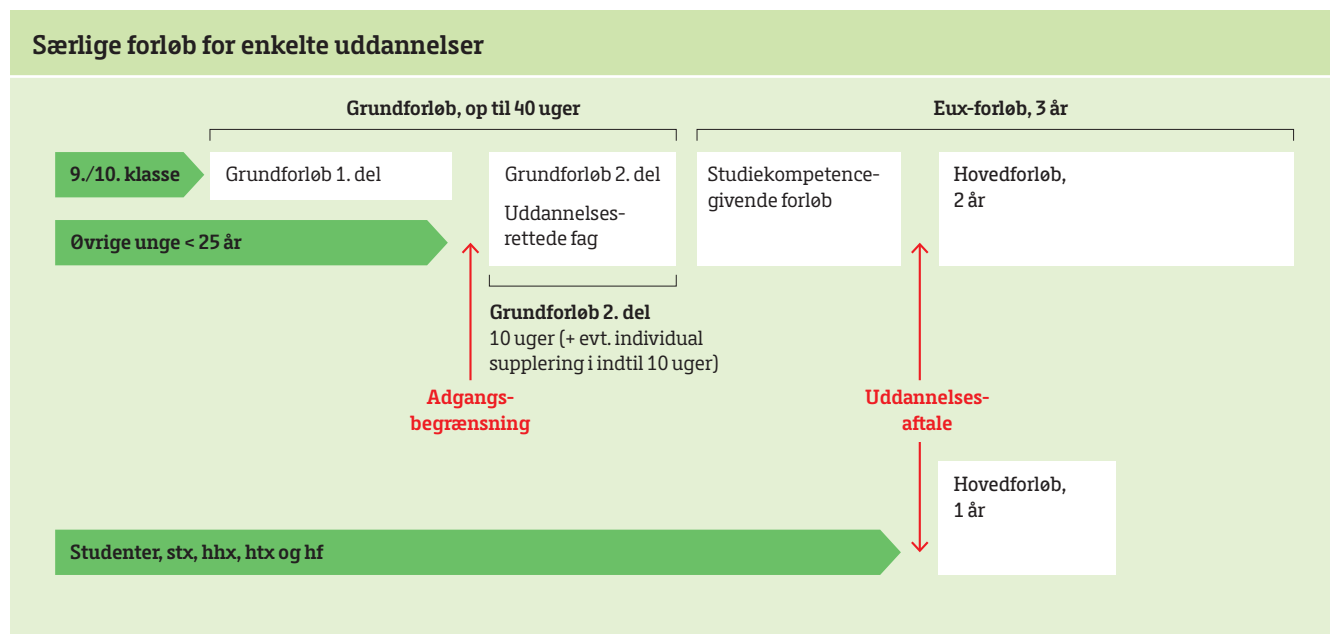 Særlige forløb for enkelte uddannelser
Grundforløb, op til 40 uger
Eux-forløb, 3 år
9./10. klasse
Grundforløb 1. del
Grundforløb 2. del
Uddannelses-
rettede fag
Studiekompetence-
givende forløb
Hovedforløb,
2 år
Øvrige unge < 25 år
Grundforløb 2. del
10 uger (+ evt. individual
supplering i indtil 10 uger)
Adgangs-
begrænsning
Uddannelses-
aftale
Hovedforløb,
1 år
Studenter, stx, hhx, htx og hf